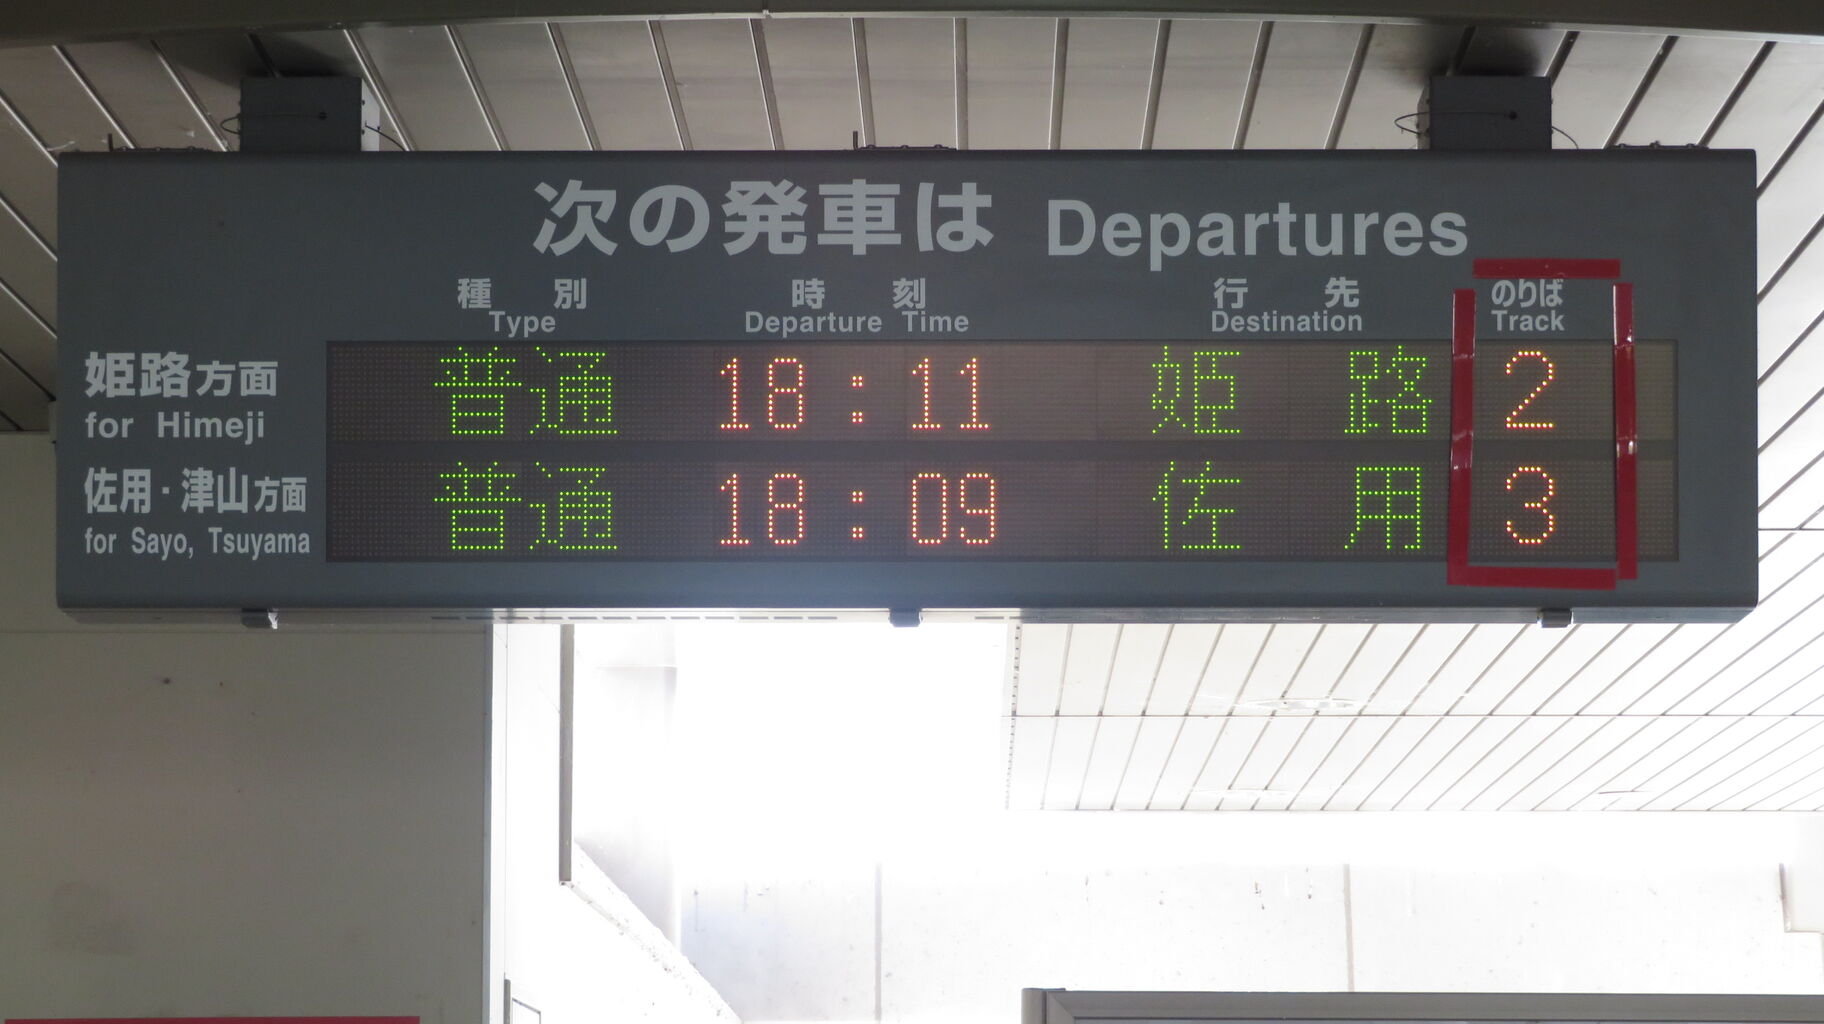 次の発車は Departures
種別 時刻 行先 のりば
Type Departure Time Destination Track
姫路方面 普通 18:11 姫路 2
for Himeji
佐用・津山方面 普通 18:09 佐用 3
for Sayo, Tsuyama